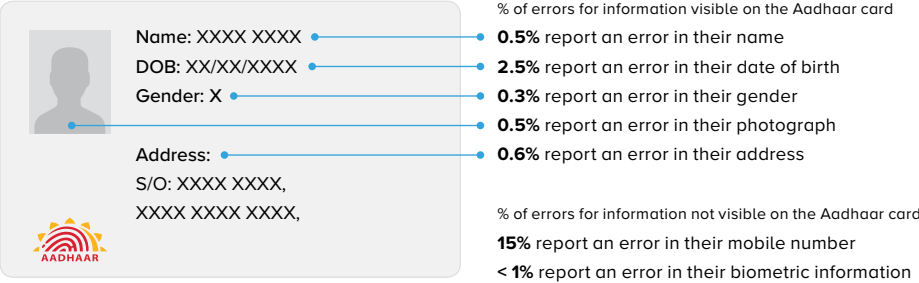 Name: XXXX XXXX
DOB: XX/XX/XXXX
Gender: X
Address:
S/O: XXXX XXXX,
XXXX XXXX XXXX,
AADHAAR
% of errors for information visible on the Aadhaar card
0.5% report an error in their name
2.5% report an error in their date of birth
0.3% report an error in their gender
0.5% report an error in their photograph
0.6% report an error in their address
% of errors for information not visible on the Aadhaar card
15% report an error in their mobile number
< 1% report an error in their biometric information